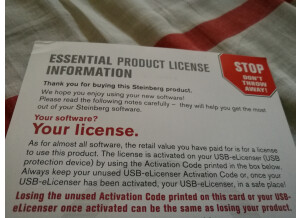 ESSENTIAL PRODUCT LICENSE
INFORMATION
STOP
DON'T
THROW
AWAY!
Thank you for buying this Steinberg product.
We hope you enjoy using your new software!
Please read the following notes carefully – they will help you get the most
out of your Steinberg software.
Your software?
Your license.
As for almost all software, the retail value you have paid for is for a license
to use this product. The license is activated on your USB-eLicenser (USB
protection device) by using the Activation Code printed in the box below.
Always keep your unused USB-eLicenser Activation Code or, once your
USB-eLicenser has been activated, your USB-eLicenser, in a safe place!
Losing the unused Activation Code printed on this card or your USB-
eLicenser once activated can be the same as losing your product.